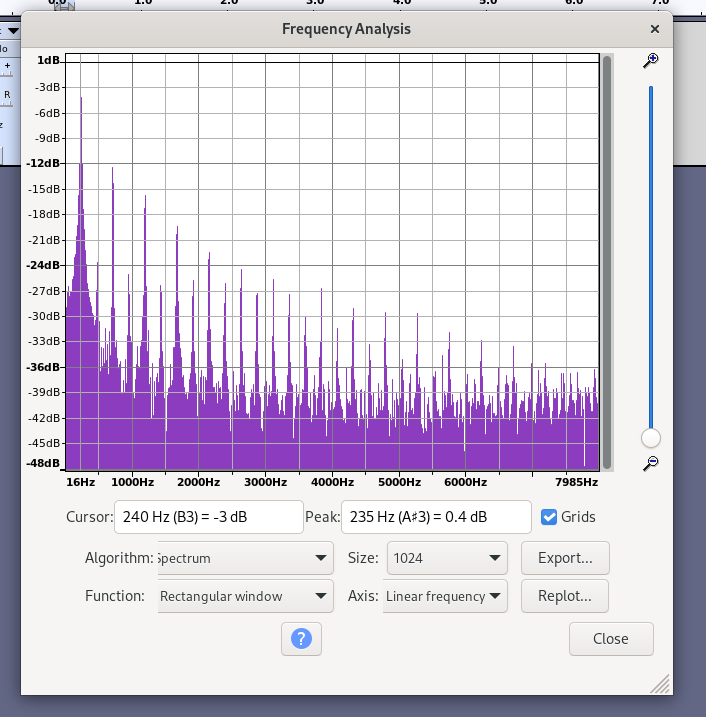 0.0 1.0 2.0 3.0 4.0 5.0 6.0 7.0
Frequency Analysis
1dB
-3dB
-6dB
-9dB
-12dB
-15dB
-18dB
-21dB
-24dB
-27dB
-30dB
-33dB
-36dB
-39dB
-42dB
-45dB
-48dB
16Hz 1000Hz 2000Hz 3000Hz 4000Hz 5000Hz 6000Hz 7985Hz
Cursor: 240 Hz (B3) = -3 dB Peak: 235 Hz (A♯3) = 0.4 dB Grids
Algorithm: Spectrum Size: 1024 Export...
Function: Rectangular window Axis: Linear frequency Replot...
? Close